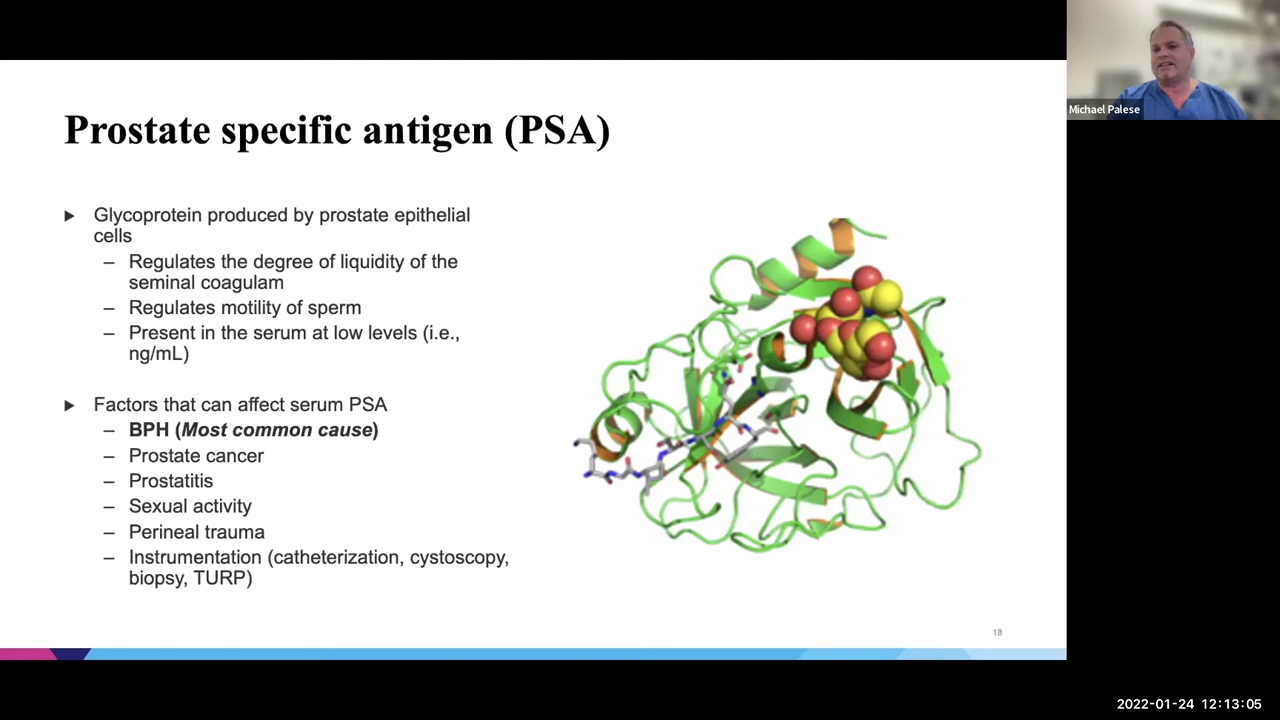 Prostate specific antigen (PSA)
Michael Palese
▶ Glycoprotein produced by prostate epithelial
cells
– Regulates the degree of liquidity of the
seminal coagulam
– Regulates motility of sperm
– Present in the serum at low levels (i.e.,
ng/mL)
▶ Factors that can affect serum PSA
– BPH (Most common cause)
– Prostate cancer
– Prostatitis
– Sexual activity
– Perineal trauma
– Instrumentation (catheterization, cystoscopy,
biopsy, TURP)
18
2022-01-24 12:13:05